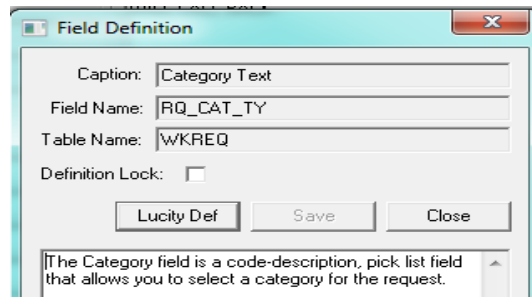 Field Definition
Caption: Category Text
Field Name: RQ_CAT_TY
Table Name: WKREQ
Definition Lock:
Lucity Def Save Close
The Category field is a code-description, pick list field
that allows you to select a category for the request.